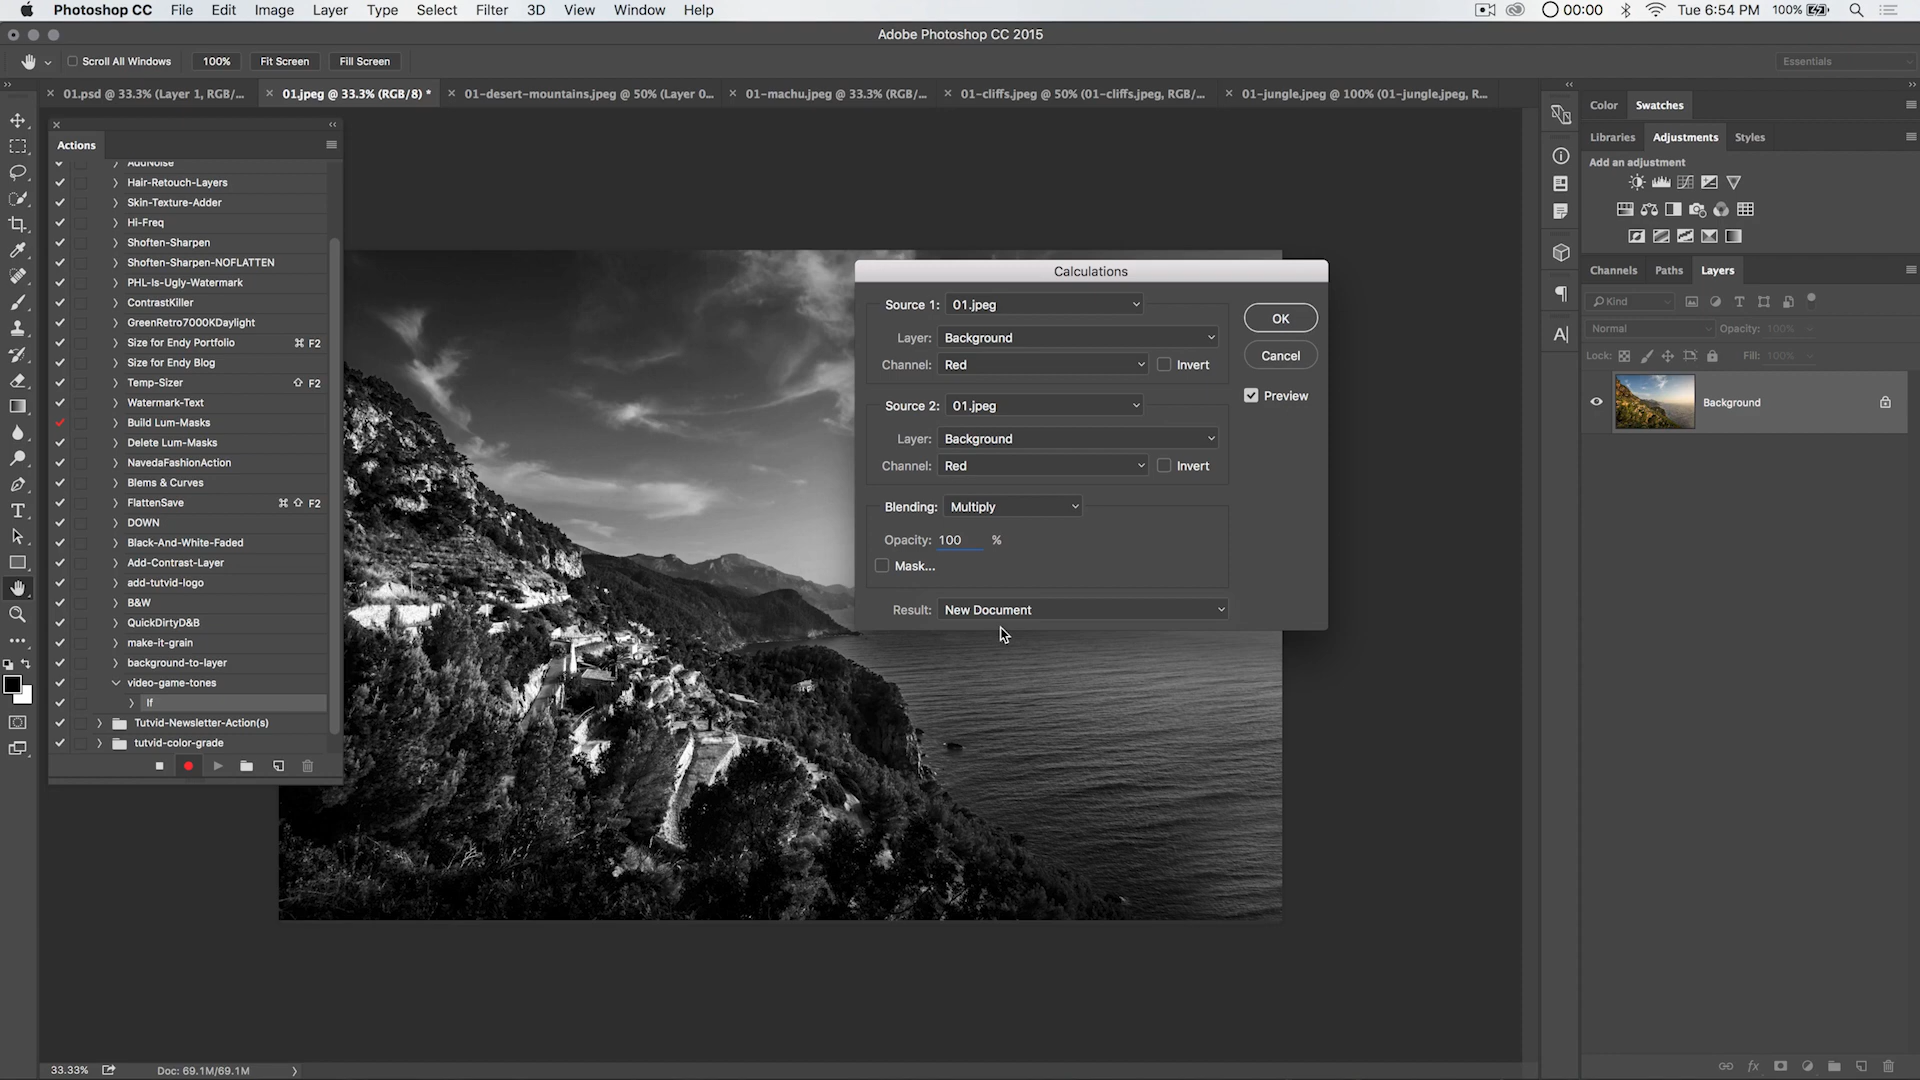 Photoshop CC File Edit Image Layer Type Select Filter 3D View Window Help 00:00 Tue 6:54 PM 100%
Adobe Photoshop CC 2015
Scroll All Windows 100% Fit Screen Fill Screen Essentials
01.psd @ 33.3% (Layer 1, RGB/... 01.jpeg @ 33.3% (RGB/8) * 01-desert-mountains.jpeg @ 50% (Layer 0... 01-machu.jpeg @ 33.3% (RGB/... 01-cliffs.jpeg @ 50% (01-cliffs.jpeg, RGB/... 01-jungle.jpeg @ 100% (01-jungle.jpeg, R...
Actions
AddNoise
Hair-Retouch-Layers
Skin-Texture-Adder
Hi-Freq
Shoften-Sharpen
Shoften-Sharpen-NOFLATTEN
PHL-Is-Ugly-Watermark
ContrastKiller
GreenRetro7000KDaylight
Size for Endy Portfolio ⌘ F2
Size for Endy Blog
Temp-Sizer ⇧ F2
Watermark-Text
Build Lum-Masks
Delete Lum-Masks
NavedaFashionAction
Blems & Curves
FlattenSave ⌘ ⇧ F2
DOWN
Black-And-White-Faded
Add-Contrast-Layer
add-tutvid-logo
B&W
QuickDirtyD&B
make-it-grain
background-to-layer
video-game-tones
If
Tutvid-Newsletter-Action(s)
tutvid-color-grade
Calculations
Source 1: 01.jpeg
Layer: Background
Channel: Red Invert
Source 2: 01.jpeg
Layer: Background
Channel: Red Invert
Blending: Multiply
Opacity: 100 %
Mask...
Result: New Document
OK
Cancel
Preview
Color Swatches
Libraries Adjustments Styles
Add an adjustment
Channels Paths Layers
Kind
Normal Opacity: 100%
Lock: Fill: 100%
Background
33.33% Doc: 69.1M/69.1M